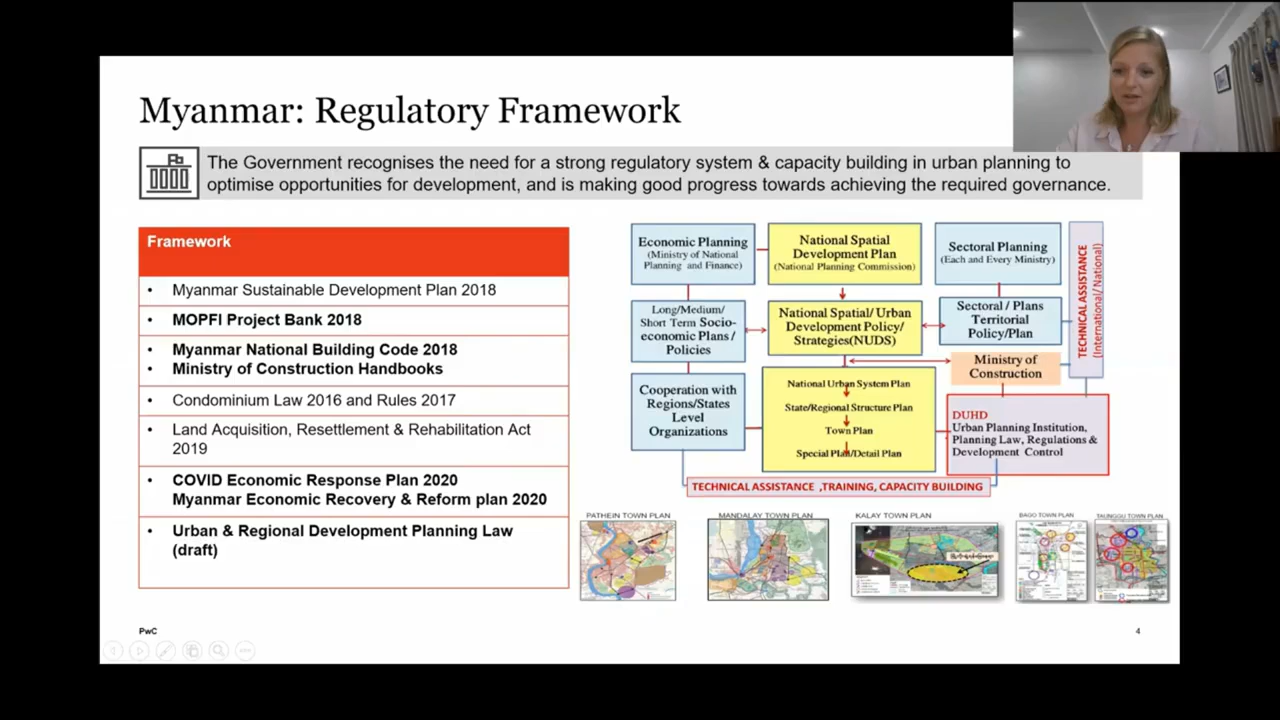 Myanmar: Regulatory Framework
The Government recognises the need for a strong regulatory system & capacity building in urban planning to
optimise opportunities for development, and is making good progress towards achieving the required governance.
Framework
• Myanmar Sustainable Development Plan 2018
• MOPFI Project Bank 2018
• Myanmar National Building Code 2018
• Ministry of Construction Handbooks
• Condominium Law 2016 and Rules 2017
• Land Acquisition, Resettlement & Rehabilitation Act
2019
• COVID Economic Response Plan 2020
Myanmar Economic Recovery & Reform plan 2020
• Urban & Regional Development Planning Law
(draft)
Economic Planning
(Ministry of National
Planning and Finance)
National Spatial
Development Plan
(National Planning Commission)
Sectoral Planning
(Each and Every Ministry)
TECHNICAL ASSISTANCE
(International/ National)
Long/Medium/
Short Term Socio-
economic Plans /
Policies
National Spatial/ Urban
Development Policy/
Strategies(NUDS)
Sectoral / Plans
Territorial
Policy/Plan
Ministry of
Construction
Cooperation with
Regions/States
Level
Organizations
National Urban System Plan
State/Regional Structure Plan
Town Plan
Special Plan/Detail Plan
DUHD
Urban Planning Institution,
Planning Law, Regulations &
Development Control
TECHNICAL ASSISTANCE ,TRAINING, CAPACITY BUILDING
PATHEIN TOWN PLAN
MANDALAY TOWN PLAN
KALAY TOWN PLAN
BAGO TOWN PLAN
TAUNGGU TOWN PLAN
PwC
4